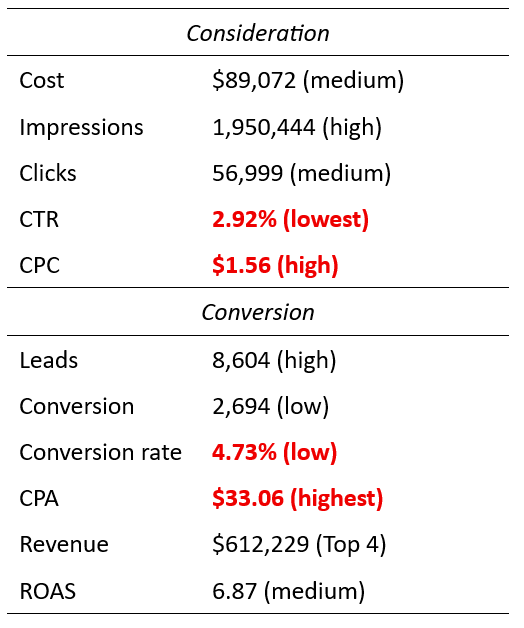 Consideration
Cost $89,072 (medium)
Impressions 1,950,444 (high)
Clicks 56,999 (medium)
CTR 2.92% (lowest)
CPC $1.56 (high)
Conversion
Leads 8,604 (high)
Conversion 2,694 (low)
Conversion rate 4.73% (low)
CPA $33.06 (highest)
Revenue $612,229 (Top 4)
ROAS 6.87 (medium)